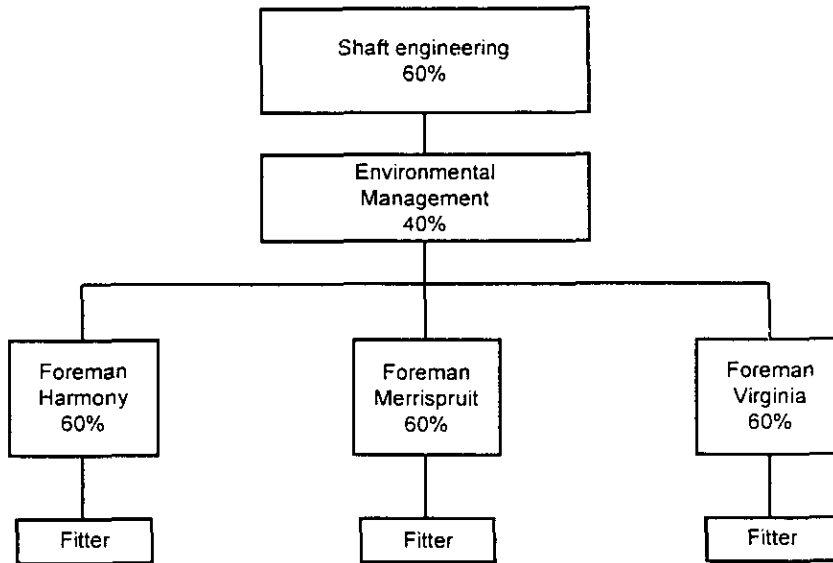 Shaft engineering
60%
Environmental
Management
40%
Foreman
Harmony
60%
Foreman
Merrispruit
60%
Foreman
Virginia
60%
Fitter
Fitter
Fitter